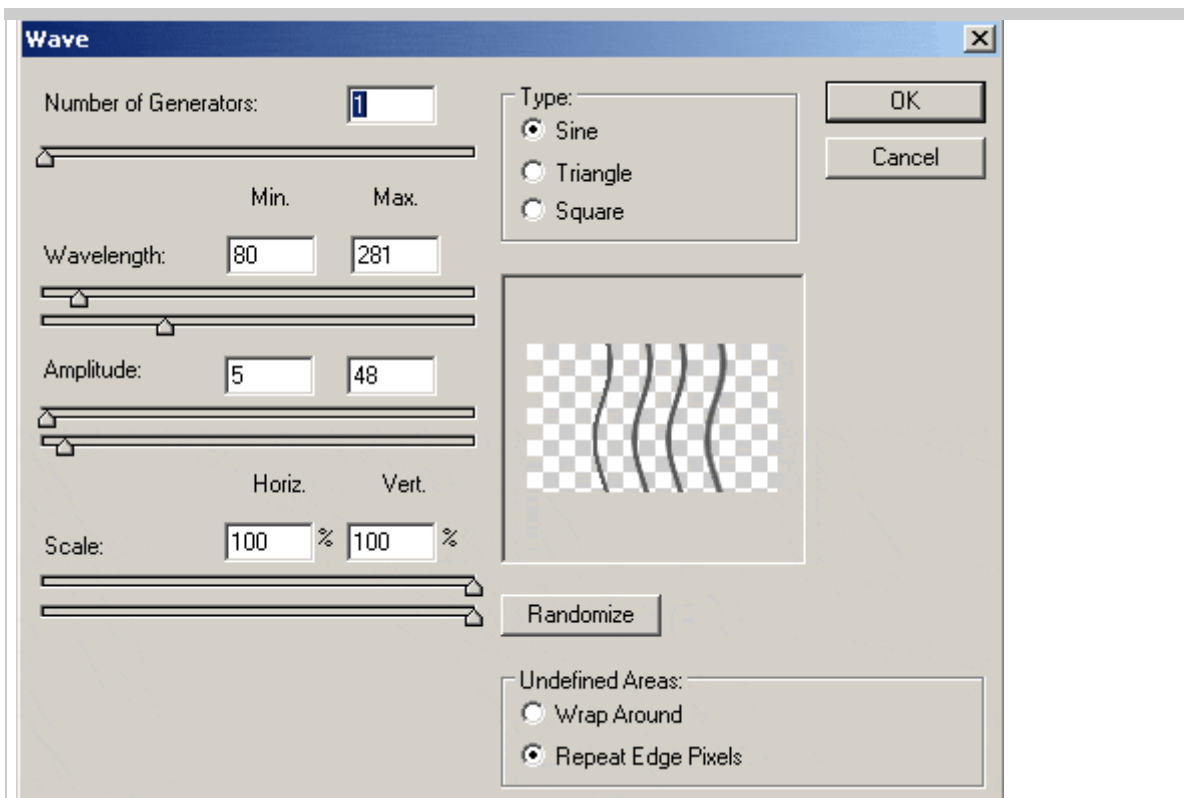 Wave
Number of Generators: 1
Min. Max.
Wavelength: 80 281
Amplitude: 5 48
Horiz. Vert.
Scale: 100 % 100 %
Type:
Sine
Triangle
Square
OK
Cancel
Randomize
Undefined Areas:
Wrap Around
Repeat Edge Pixels